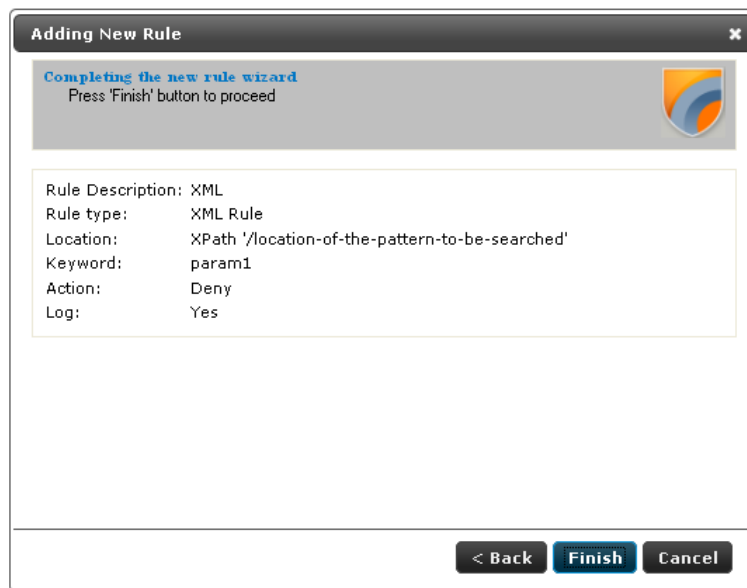 Adding New Rule
Completing the new rule wizard
Press 'Finish' button to proceed
Rule Description: XML
Rule type: XML Rule
Location: XPath '/location-of-the-pattern-to-be-searched'
Keyword: param1
Action: Deny
Log: Yes
< Back Finish Cancel